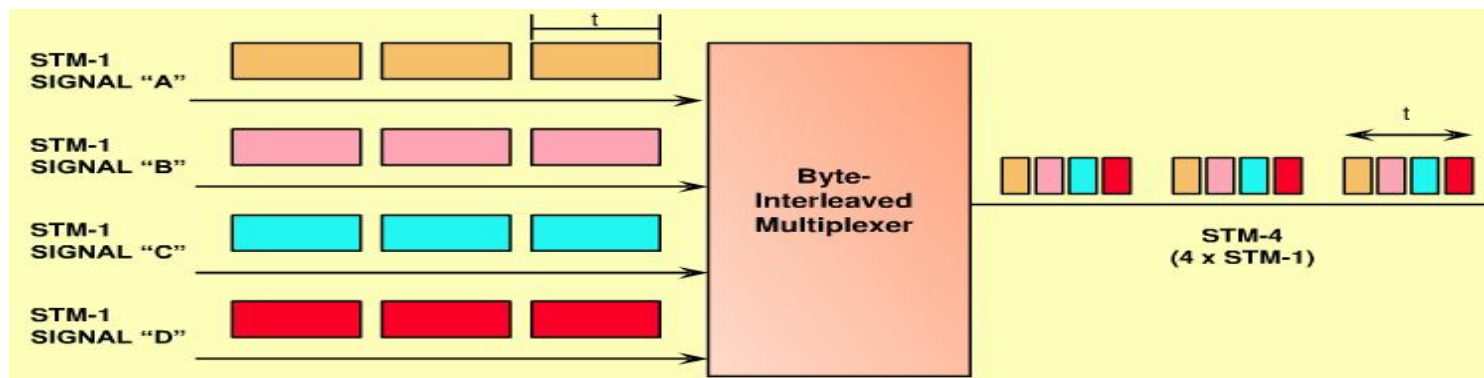 t
STM-1
SIGNAL “A”
STM-1
SIGNAL “B”
STM-1
SIGNAL “C”
STM-1
SIGNAL “D”
Byte-
Interleaved
Multiplexer
t
STM-4
(4 x STM-1)